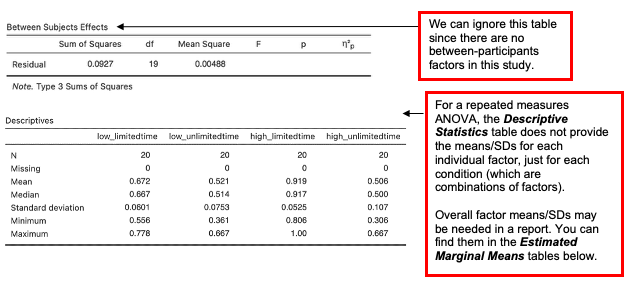 Between Subjects Effects
Sum of Squares df Mean Square F p η²p
Residual 0.0927 19 0.00488
Note. Type 3 Sums of Squares
We can ignore this table
since there are no
between-participants
factors in this study.
Descriptives
low_limitedtime low_unlimitedtime high_limitedtime high_unlimitedtime
N 20 20 20 20
Missing 0 0 0 0
Mean 0.672 0.521 0.919 0.506
Median 0.667 0.514 0.917 0.500
Standard deviation 0.0601 0.0753 0.0525 0.107
Minimum 0.556 0.361 0.806 0.306
Maximum 0.778 0.667 1.00 0.667
For a repeated measures
ANOVA, the Descriptive
Statistics table does not provide
the means/SDs for each
individual factor, just for each
condition (which are
combinations of factors).
Overall factor means/SDs may
be needed in a report. You can
find them in the Estimated
Marginal Means tables below.